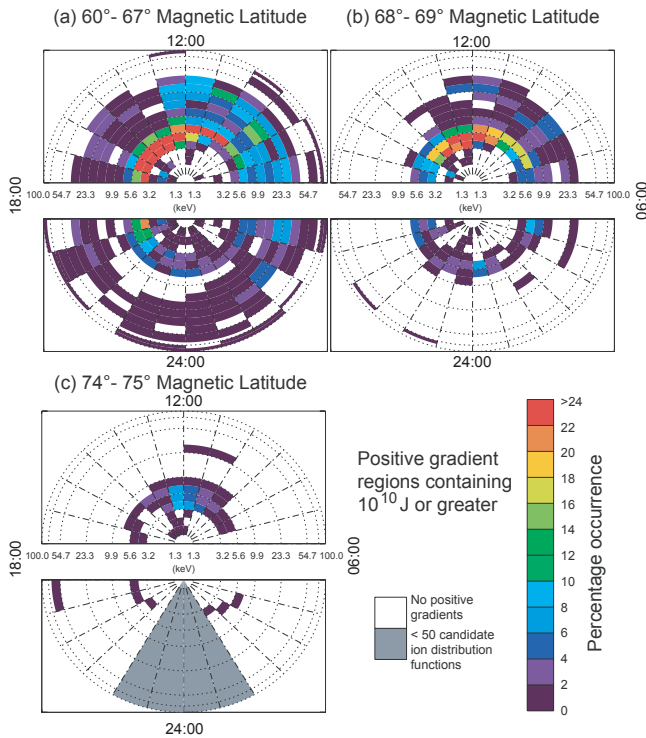 (a) 60°- 67° Magnetic Latitude
(b) 68° - 69° Magnetic Latitude
12:00
12:00
18:00
100.0 54.7 23.3 9.9 5.6 3.2 1.3 1.3 3.2 5.6 9.9 23.3 54.7
(keV)
100.0 54.7 23.3 9.9 5.6 3.2 1.3 1.3 3.2 5.6 9.9 23.3 54.7 100.0
(keV)
06:00
24:00
24:00
(c) 74°- 75° Magnetic Latitude
12:00
18:00
100.0 54.7 23.3 9.9 5.6 3.2 1.3 1.3 3.2 5.6 9.9 23.3 54.7 100.0
(keV)
06:00
24:00
Positive gradient
regions containing
10¹⁰ J or greater
No positive
gradients
< 50 candidate
ion distribution
functions
>24
22
20
18
16
14
12
10
8
6
4
2
0
Percentage occurrence